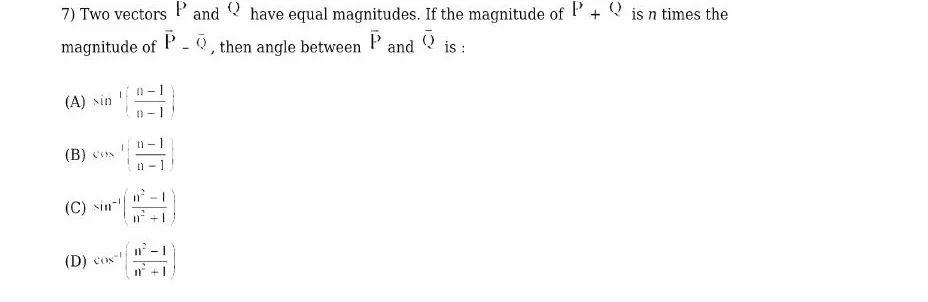 7) Two vectors P⃗ and Q⃗ have equal magnitudes. If the magnitude of P⃗ + Q⃗ is n times the
magnitude of P⃗ – Q⃗, then angle between P⃗ and Q⃗ is :
(A) sin⁻¹((n − 1)/(n − 1))
(B) cos⁻¹((n − 1)/(n − 1))
(C) sin⁻¹((n² − 1)/(n² + 1))
(D) cos⁻¹((n² − 1)/(n² + 1))